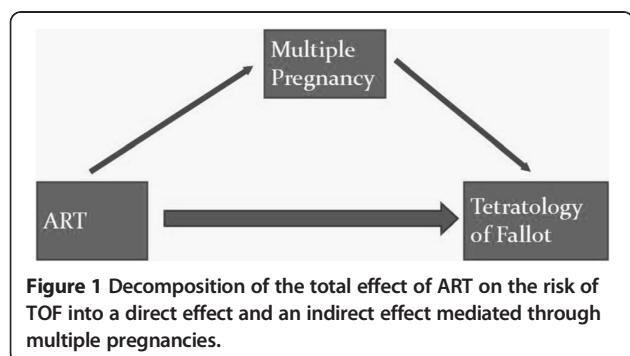 Multiple
Pregnancy
ART
Tetratology
of Fallot
Figure 1 Decomposition of the total effect of ART on the risk of
TOF into a direct effect and an indirect effect mediated through
multiple pregnancies.